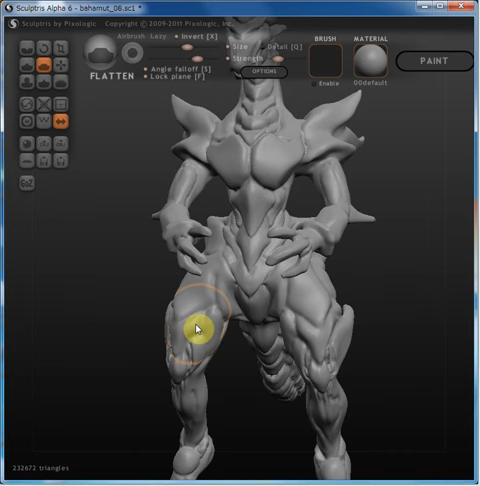 Sculptris Alpha 6 - bahamut_06.sc1 *
Sculptris by Pixologic Copyright © 2009-2011 Pixologic, Inc.
Airbrush Lazy Invert [X]
FLATTEN
Angle falloff [S]
Lock plane [F]
Size Detail [Q]
Strength
OPTIONS
BRUSH
Enable
MATERIAL
00default
PAINT
232672 triangles